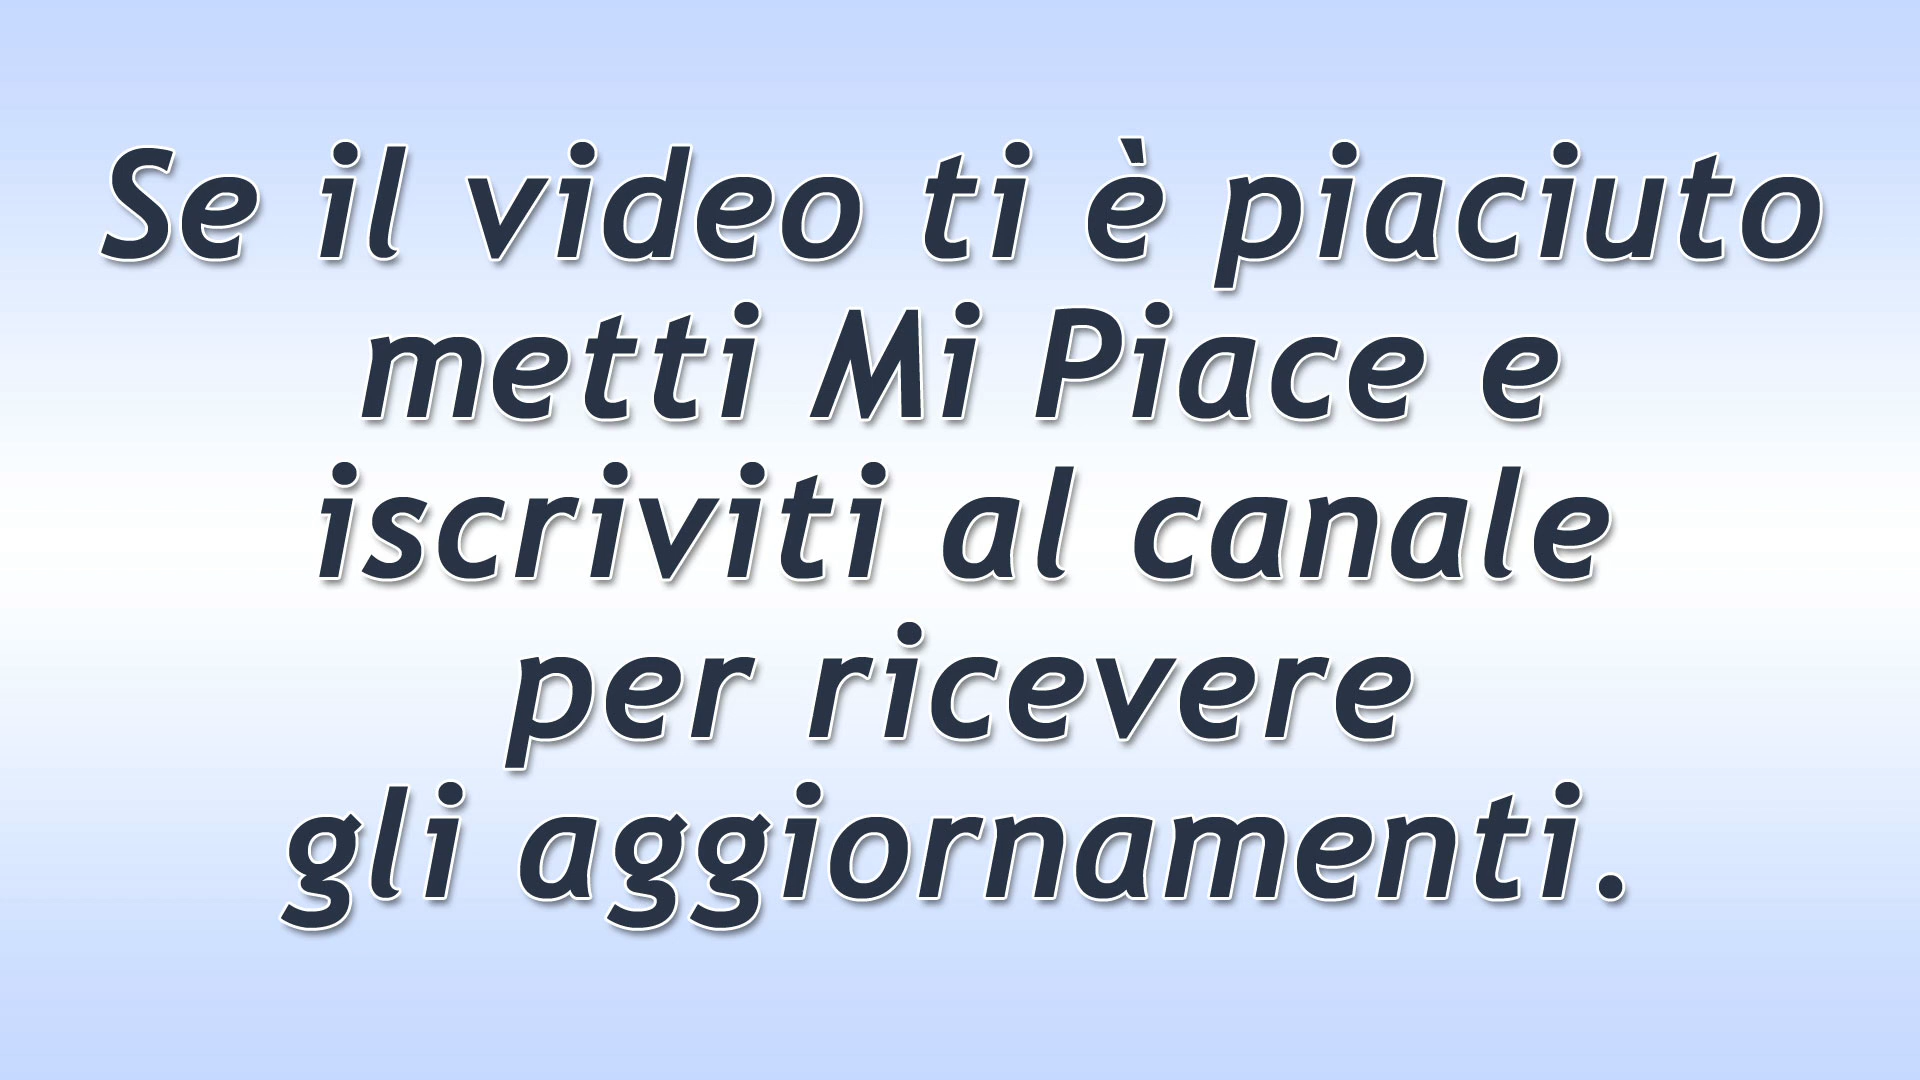 Se il video ti è piaciuto
metti Mi Piace e
iscriviti al canale
per ricevere
gli aggiornamenti.